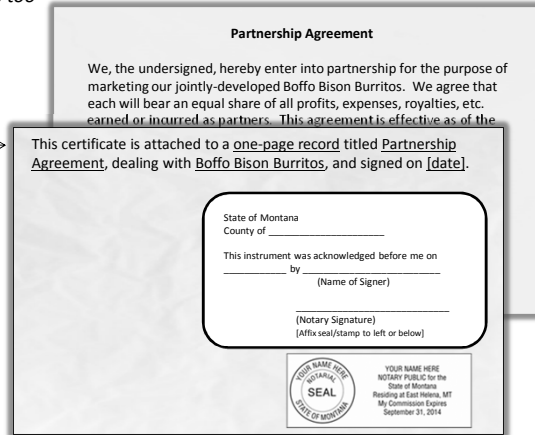 Partnership Agreement
We, the undersigned, hereby enter into partnership for the purpose of
marketing our jointly-developed Boffo Bison Burritos. We agree that
each will bear an equal share of all profits, expenses, royalties, etc.
earned or incurred as partners. This agreement is effective as of the
This certificate is attached to a one-page record titled Partnership
Agreement, dealing with Boffo Bison Burritos, and signed on [date].
State of Montana
County of ______________________
This instrument was acknowledged before me on
____________ by __________________________
(Name of Signer)
_____________________________
(Notary Signature)
[Affix seal/stamp to left or below]
YOUR NAME HERE
NOTARIAL
SEAL
STATE OF MONTANA
YOUR NAME HERE
NOTARY PUBLIC for the
State of Montana
Residing at East Helena, MT
My Commission Expires
September 31, 2014